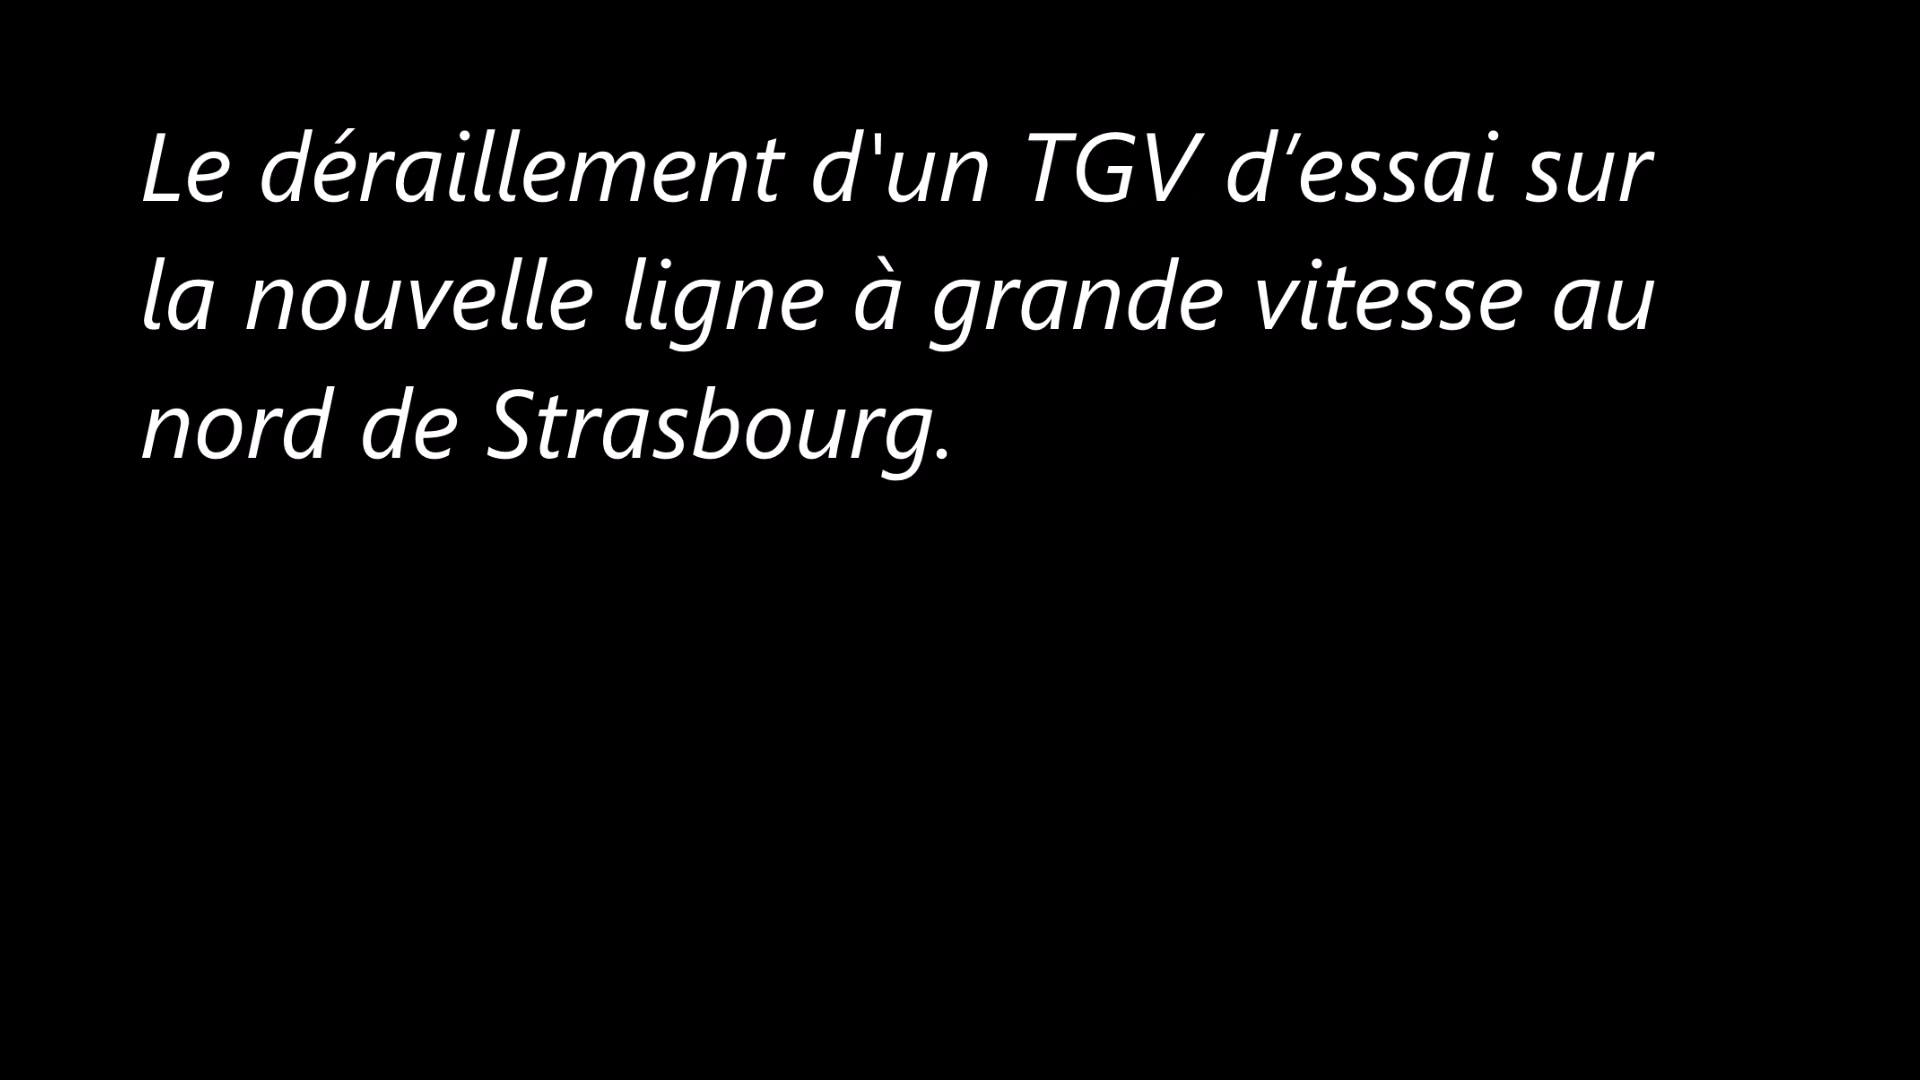 Le déraillement d'un TGV d’essai sur
la nouvelle ligne à grande vitesse au
nord de Strasbourg.